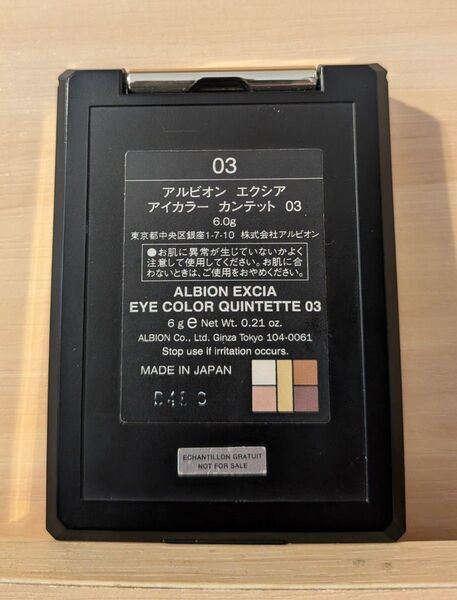 03
アルビオン エクシア
アイカラー カンテット 03
6.0g
東京都中央区銀座1-7-10 株式会社アルビオン
●お肌に異常が生じていないかよく
注意して使用してください。お肌に合
わないときは、ご使用をおやめください。
ALBION EXCIA
EYE COLOR QUINTETTE 03
6 g ℮ Net Wt. 0.21 oz.
ALBION Co., Ltd. Ginza Tokyo 104-0061
Stop use if irritation occurs.
MADE IN JAPAN
ECHANTILLON GRATUIT
NOT FOR SALE